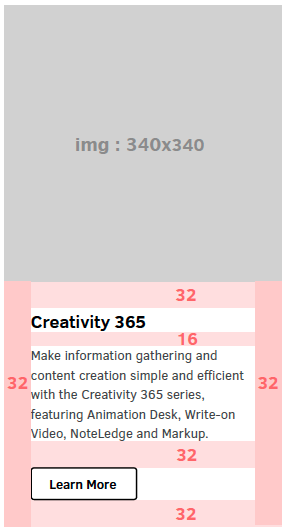 img : 340x340
32
Creativity 365
16
Make information gathering and
content creation simple and efficient
32 with the Creativity 365 series, 32
featuring Animation Desk, Write-on
Video, NoteLedge and Markup.
32
Learn More
32